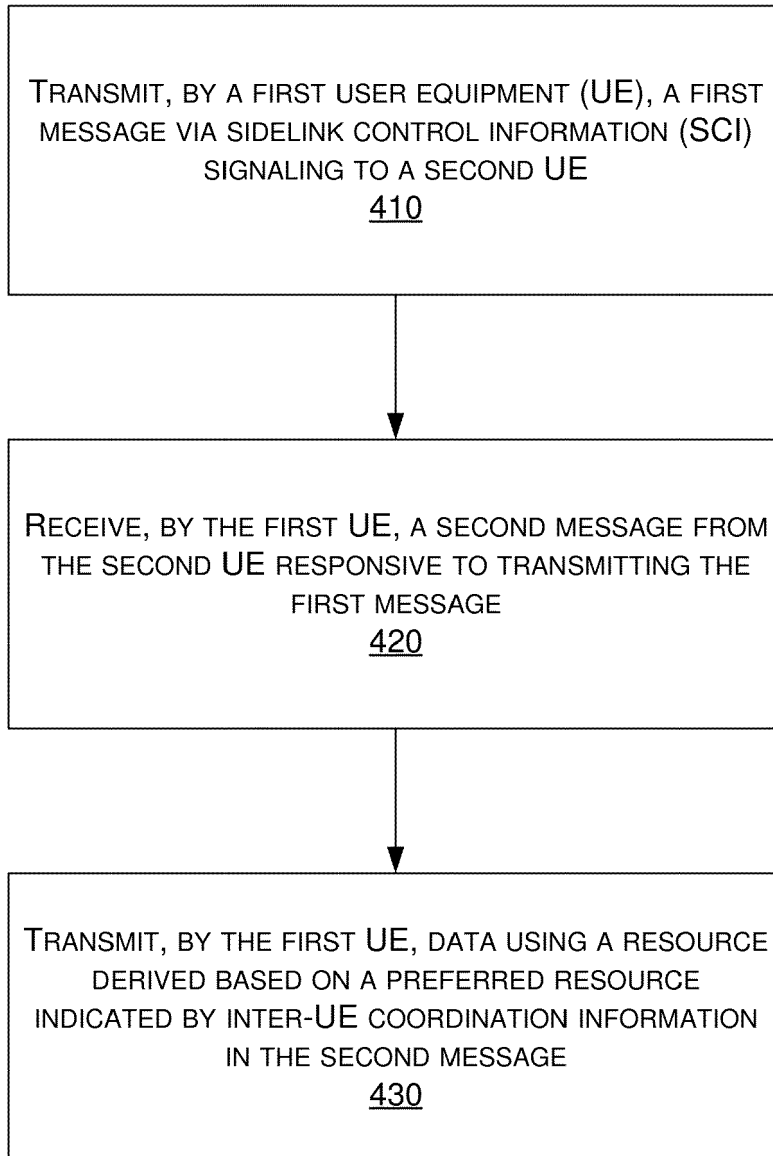 TRANSMIT, BY A FIRST USER EQUIPMENT (UE), A FIRST
MESSAGE VIA SIDELINK CONTROL INFORMATION (SCI)
SIGNALING TO A SECOND UE
410
RECEIVE, BY THE FIRST UE, A SECOND MESSAGE FROM
THE SECOND UE RESPONSIVE TO TRANSMITTING THE
FIRST MESSAGE
420
TRANSMIT, BY THE FIRST UE, DATA USING A RESOURCE
DERIVED BASED ON A PREFERRED RESOURCE
INDICATED BY INTER-UE COORDINATION INFORMATION
IN THE SECOND MESSAGE
430